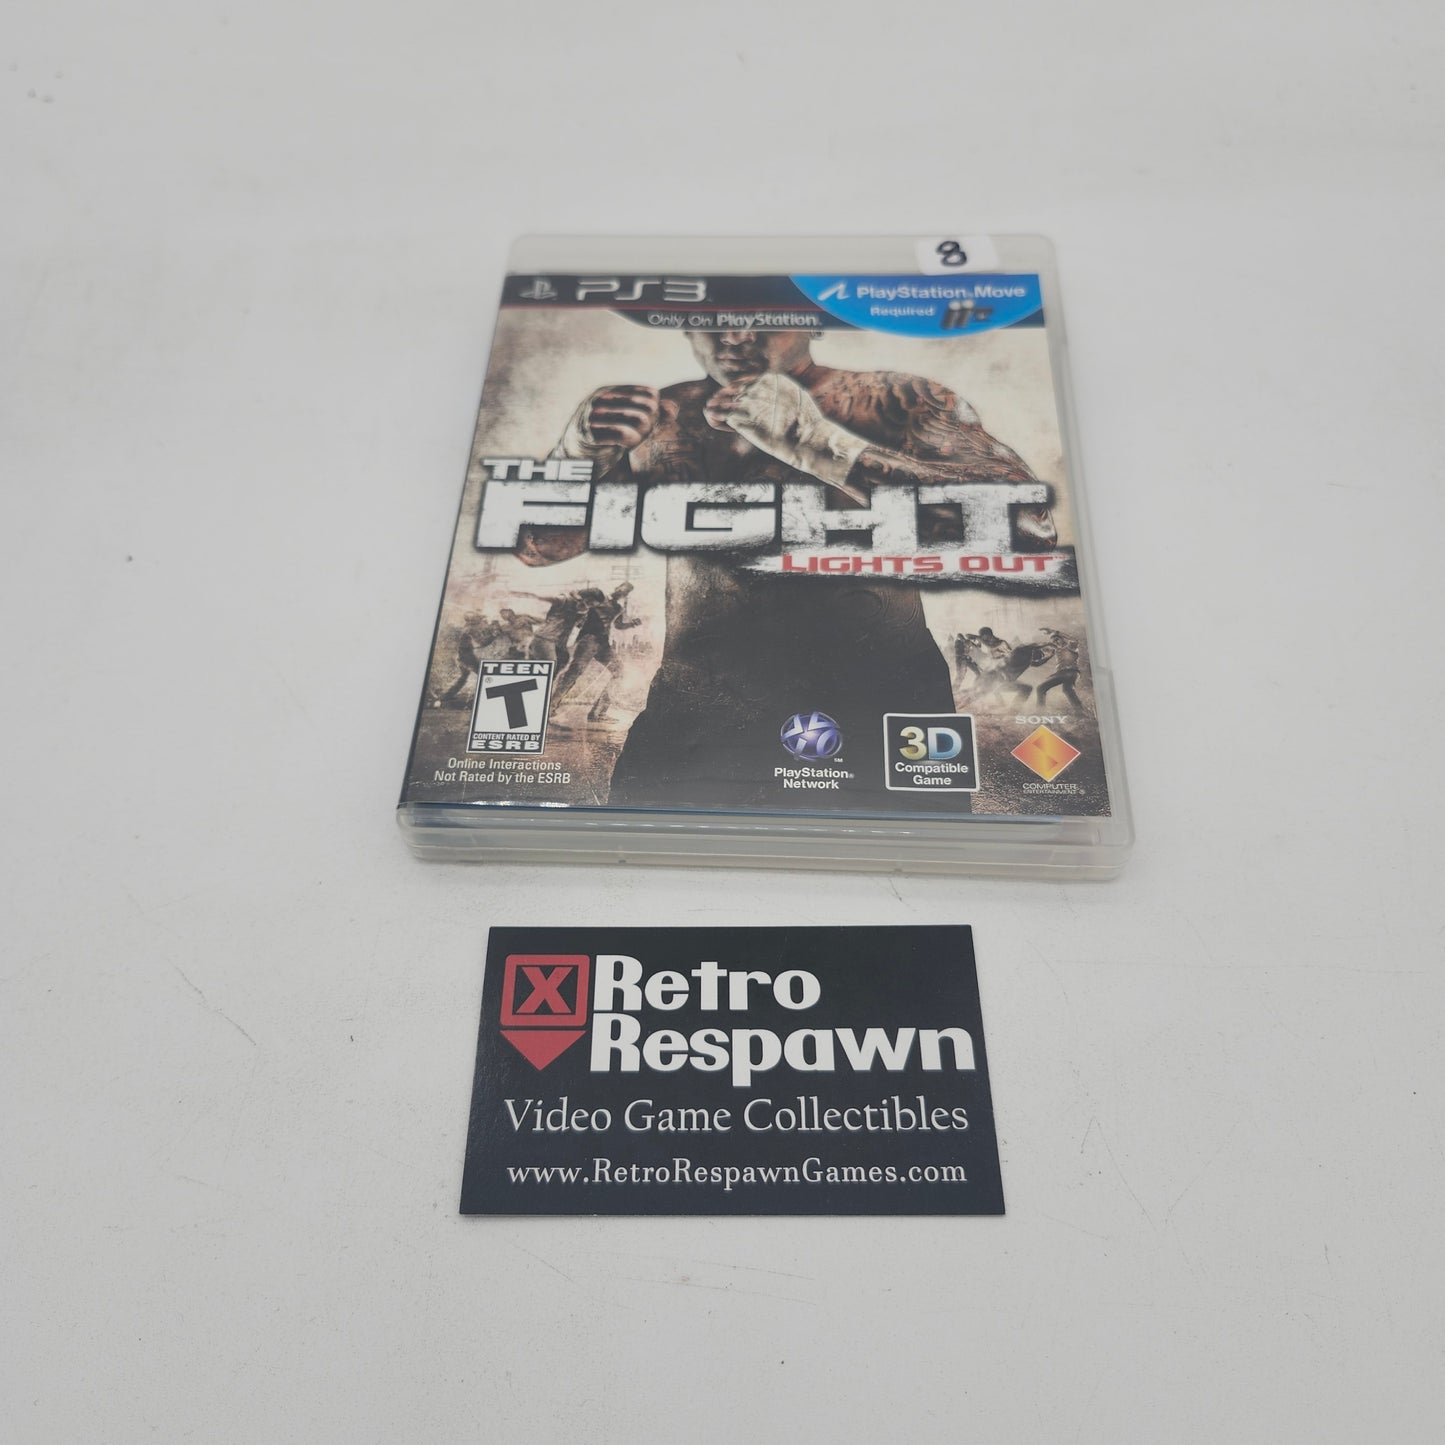 8
PS3
PlayStation Move
Required
Only On PlayStation
THE
FIGHT
LIGHTS OUT™
TEEN
T
®
CONTENT RATED BY
ESRB
Online Interactions
Not Rated by the ESRB
SM
PlayStation®
Network
3D
Compatible
Game
SONY
COMPUTER
ENTERTAINMENT ®
X
Retro
Respawn
Video Game Collectibles
www.RetroRespawnGames.com